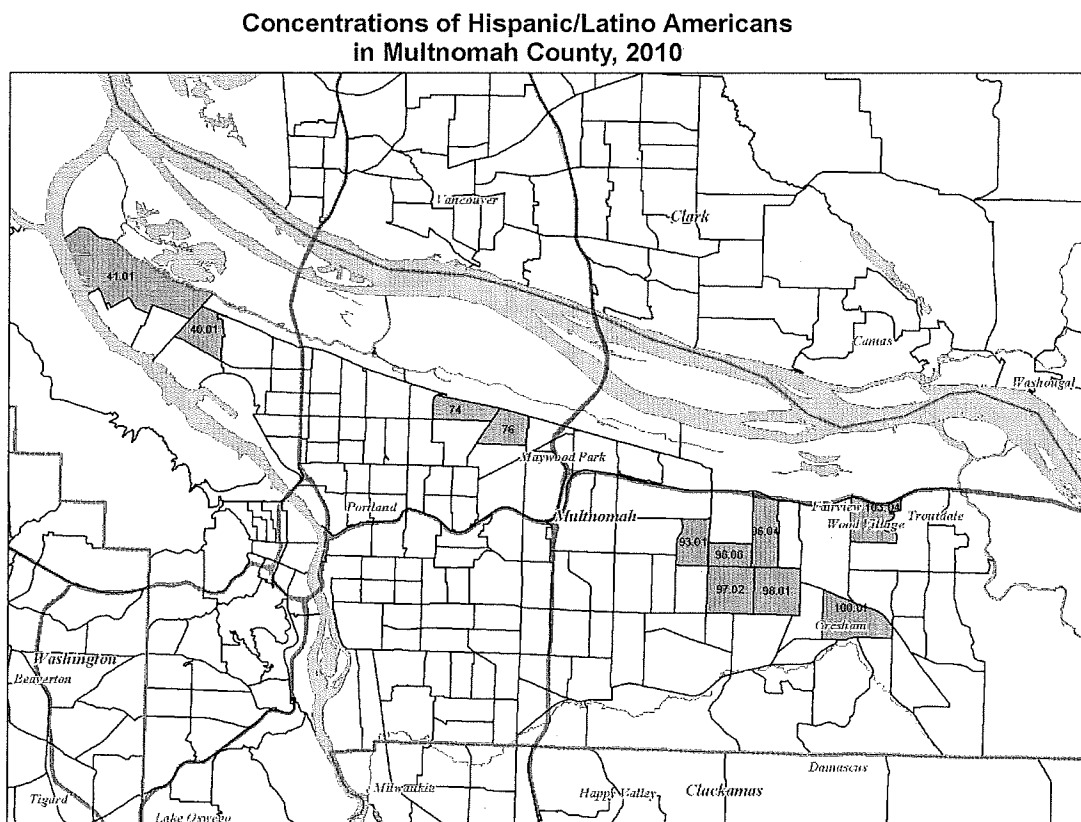 Concentrations of Hispanic/Latino Americans
in Multnomah County, 2010
Vancouver
Clark
41.01
40.01
Camas
Washougal
74
76
Maywood Park
Portland
Multnomah
Fairview
103.04
Wood Village
Troutdale
93.01
96.04
96.06
97.02
98.01
100.01
Gresham
Washington
Beaverton
Damascus
Tigard
Milwaukie
Happy Valley
Clackamas
Lake Oswego